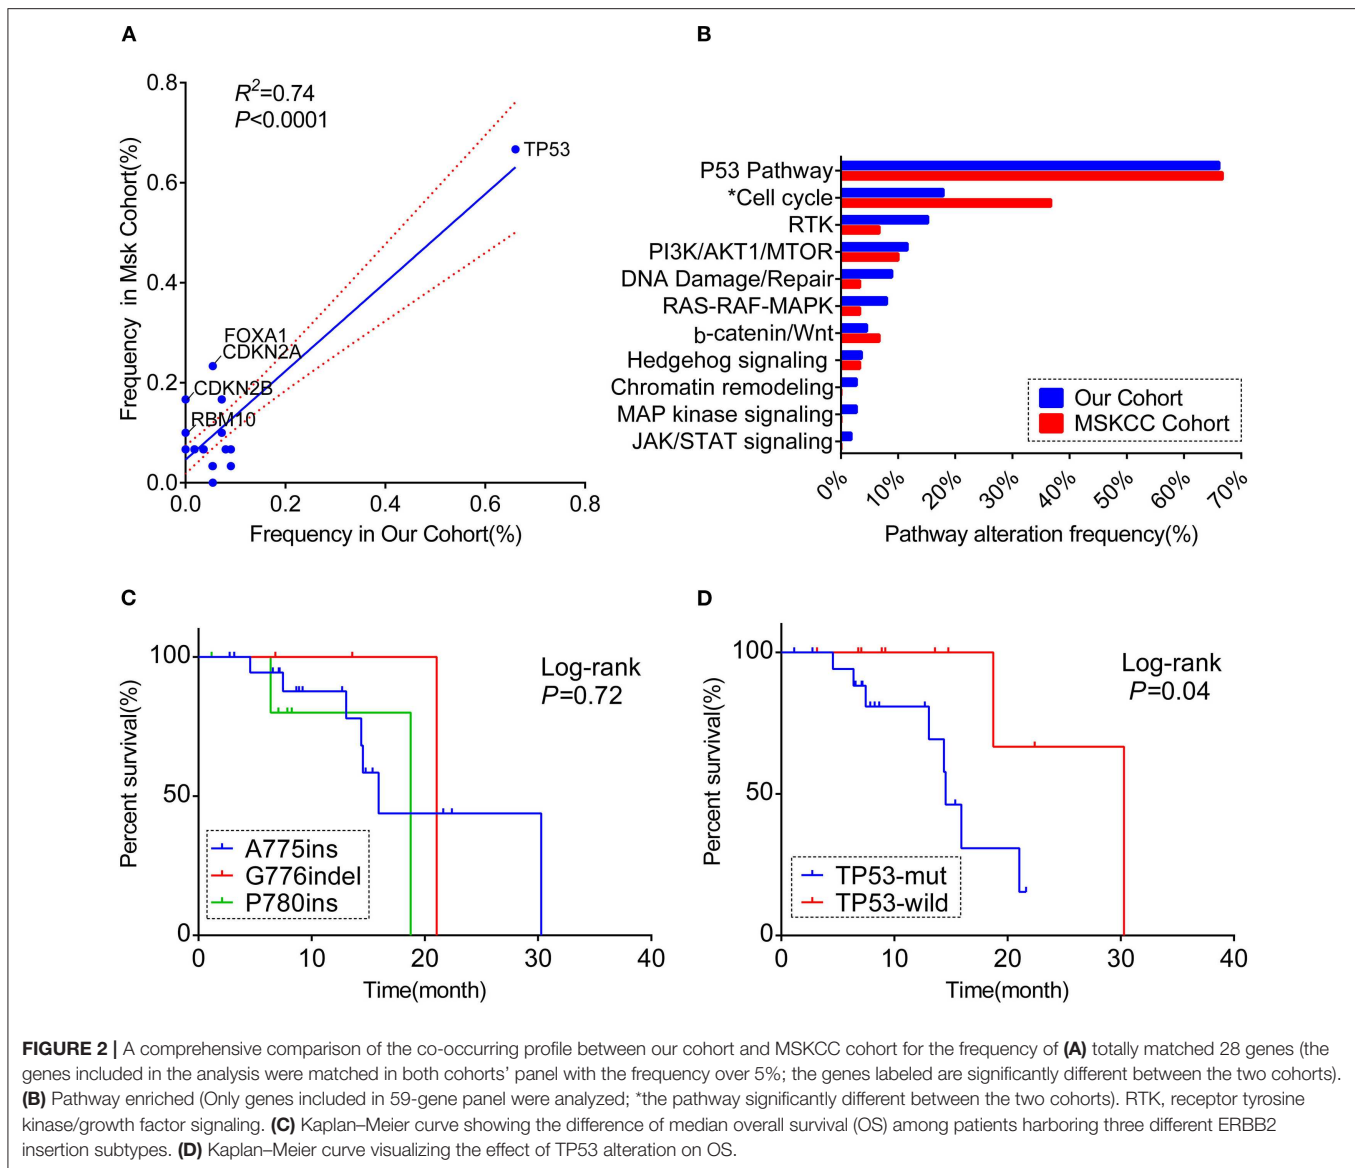 A
R²=0.74
P<0.0001
Frequency in Msk Cohort(%)
0.8
0.6
0.4
0.2
0.0
TP53
FOXA1
CDKN2A
CDKN2B
RBM10
0.0 0.2 0.4 0.6 0.8
Frequency in Our Cohort(%)
B
P53 Pathway
*Cell cycle
RTK
PI3K/AKT1/MTOR
DNA Damage/Repair
RAS-RAF-MAPK
b-catenin/Wnt
Hedgehog signaling
Chromatin remodeling
MAP kinase signaling
JAK/STAT signaling
Our Cohort
MSKCC Cohort
0% 10% 20% 30% 40% 50% 60% 70%
Pathway alteration frequency(%)
C
Log-rank
P=0.72
Percent survival(%)
100
50
0
A775ins
G776indel
P780ins
0 10 20 30 40
Time(month)
D
Log-rank
P=0.04
Percent survival(%)
100
50
0
TP53-mut
TP53-wild
0 10 20 30 40
Time(month)
FIGURE 2 | A comprehensive comparison of the co-occurring profile between our cohort and MSKCC cohort for the frequency of (A) totally matched 28 genes (the
genes included in the analysis were matched in both cohorts' panel with the frequency over 5%; the genes labeled are significantly different between the two cohorts).
(B) Pathway enriched (Only genes included in 59-gene panel were analyzed; *the pathway significantly different between the two cohorts). RTK, receptor tyrosine
kinase/growth factor signaling. (C) Kaplan–Meier curve showing the difference of median overall survival (OS) among patients harboring three different ERBB2
insertion subtypes. (D) Kaplan–Meier curve visualizing the effect of TP53 alteration on OS.